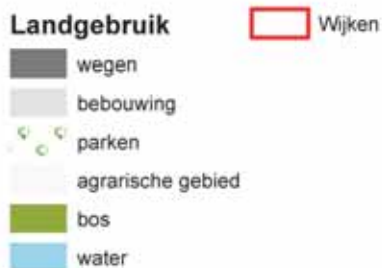 Landgebruik
Wijken
wegen
bebouwing
parken
agrarische gebied
bos
water